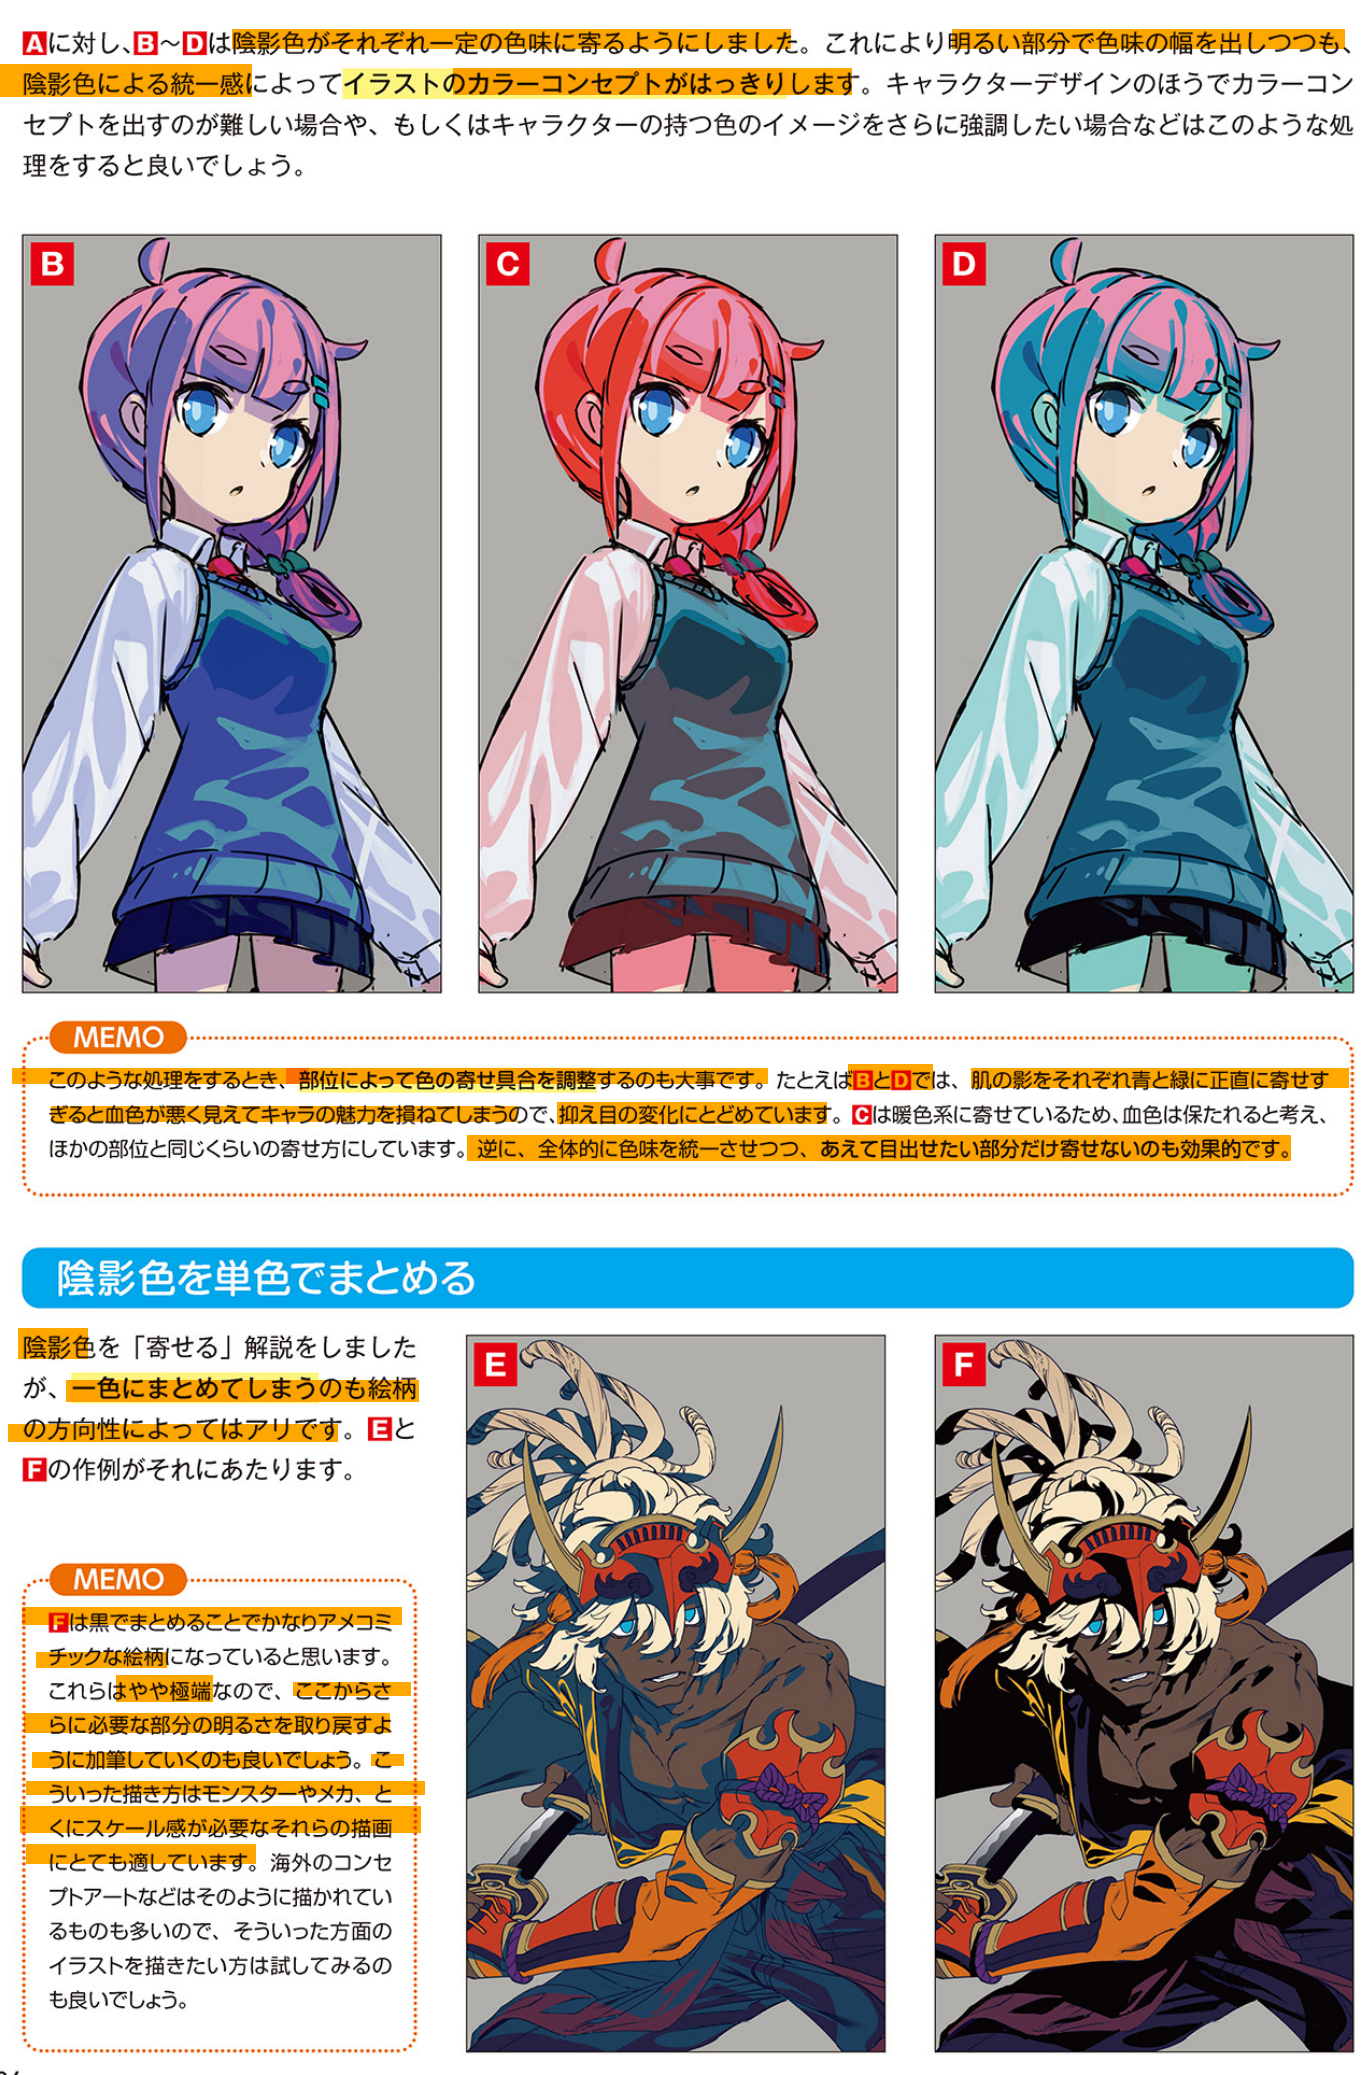 Aに対し、B～Dは陰影色がそれぞれ一定の色味に寄るようにしました。これにより明るい部分で色味の幅を出しつつも、
陰影色による統一感によってイラストのカラーコンセプトがはっきりします。キャラクターデザインのほうでカラーコン
セプトを出すのが難しい場合や、もしくはキャラクターの持つ色のイメージをさらに強調したい場合などはこのような処
理をすると良いでしょう。
B
C
D
MEMO
このような処理をするとき、部位によって色の寄せ具合を調整するのも大事です。たとえばBとDでは、肌の影をそれぞれ青と緑に正直に寄せす
ぎると血色が悪く見えてキャラの魅力を損ねてしまうので、抑え目の変化にとどめています。Cは暖色系に寄せているため、血色は保たれると考え、
ほかの部位と同じくらいの寄せ方にしています。逆に、全体的に色味を統一させつつ、あえて目出せたい部分だけ寄せないのも効果的です。
陰影色を単色でまとめる
陰影色を「寄せる」解説をしました
が、一色にまとめてしまうのも絵柄
の方向性によってはアリです。Eと
Fの作例がそれにあたります。
E
F
MEMO
Fは黒でまとめることでかなりアメコミ
チックな絵柄になっていると思います。
これらはやや極端なので、ここからさ
らに必要な部分の明るさを取り戻すよ
うに加筆していくのも良いでしょう。こ
ういった描き方はモンスターやメカ、と
くにスケール感が必要なそれらの描画
にとても適しています。海外のコンセ
プトアートなどはそのように描かれてい
るものも多いので、そういった方面の
イラストを描きたい方は試してみるの
も良いでしょう。